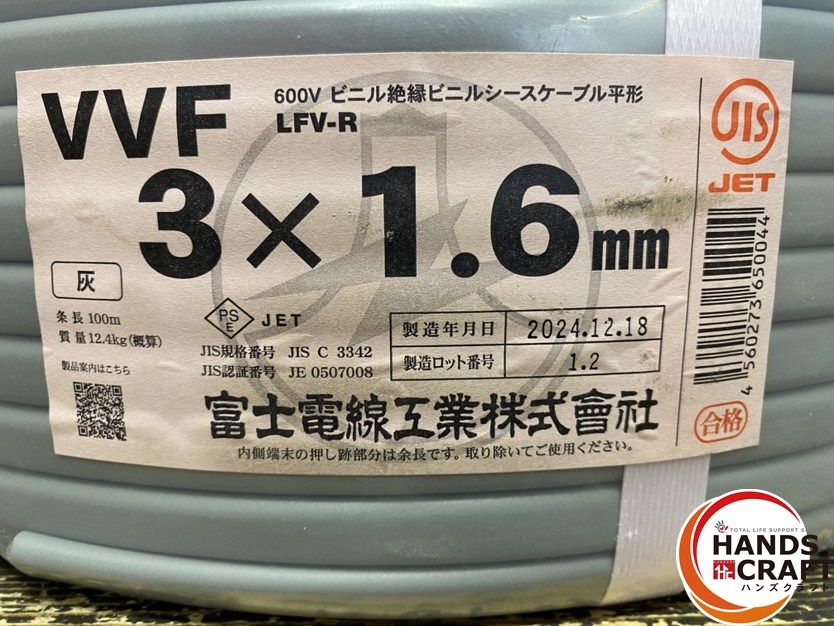 VVF
600V ビニル絶縁ビニルシースケーブル平形
LFV-R
3×1.6mm
灰
条長 100m
質量 12.4kg(概算)
製品案内はこちら
PS
E
JET
JIS規格番号 JIS C 3342
JIS認証番号 JE 0507008
製造年月日 2024.12.18
製造ロット番号 1.2
富士電線工業株式會社
内側端末の押し跡部分は余長です。取り除いてご使用ください。
JIS
JET
4 560273 650044
合格
TOTAL LIFE SUPPORT
HANDS
CRAFT
ハンズクラフト